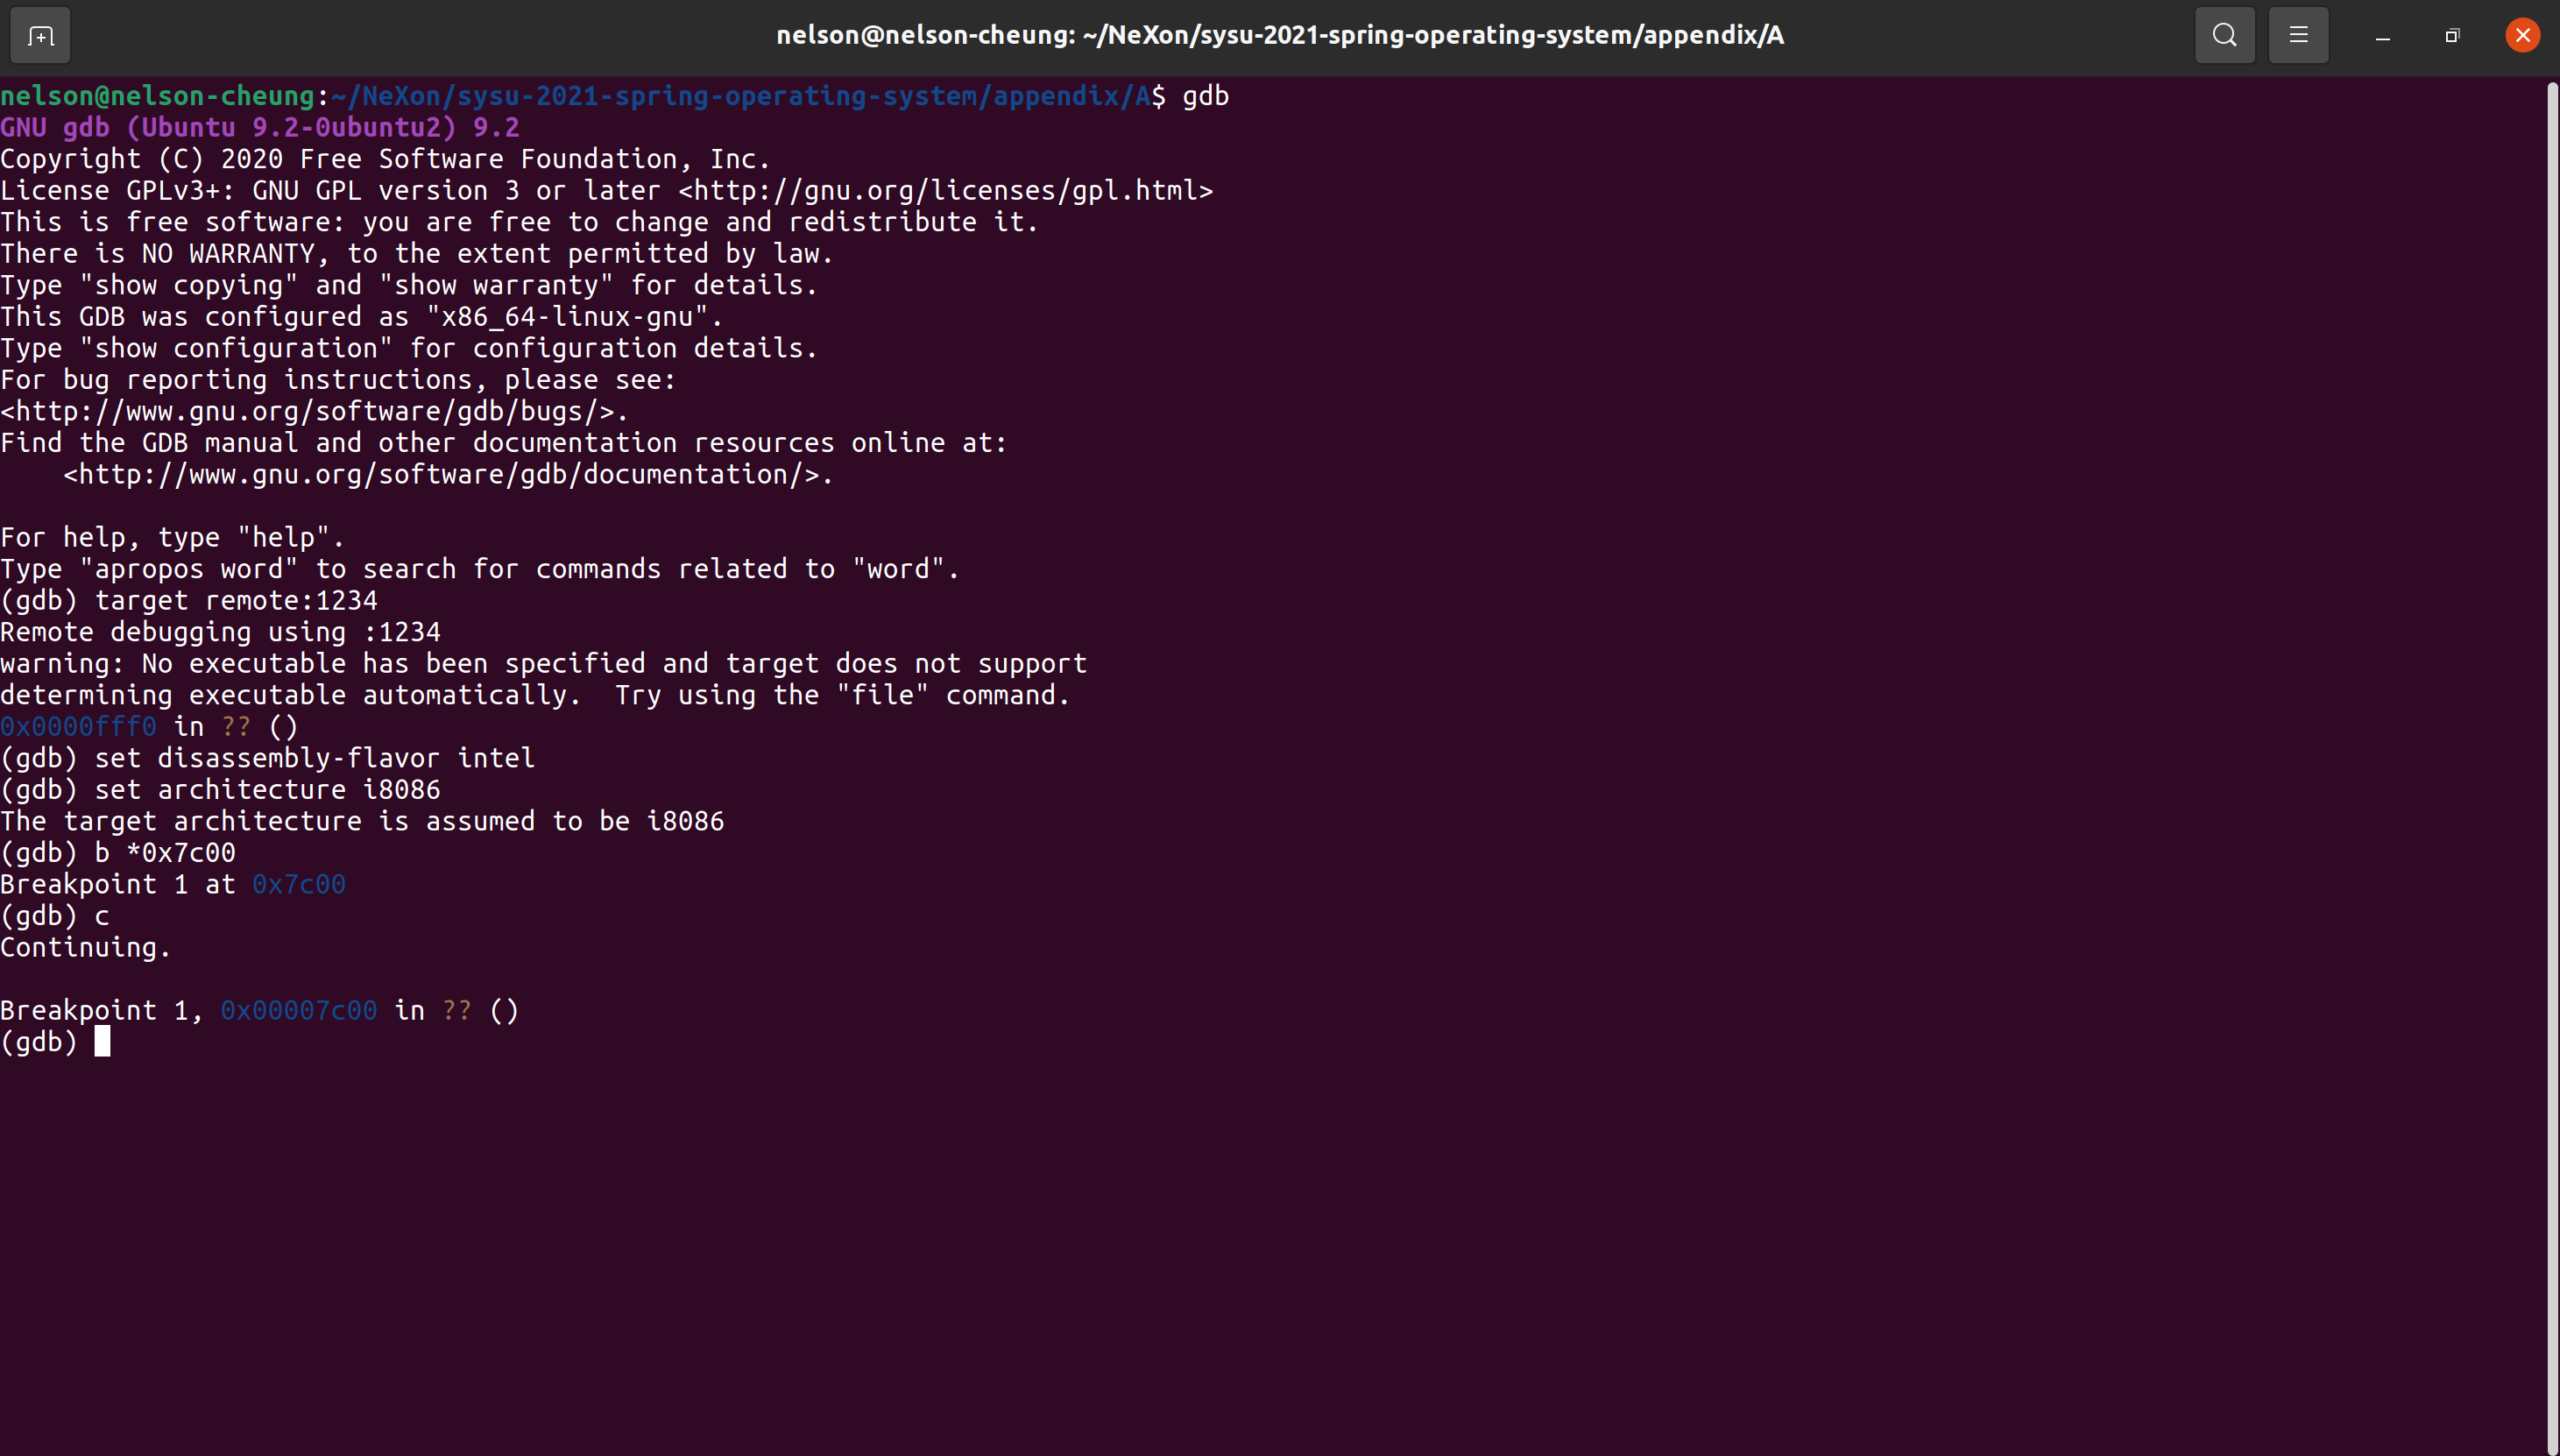 nelson@nelson-cheung: ~/NeXon/sysu-2021-spring-operating-system/appendix/A
nelson@nelson-cheung:~/NeXon/sysu-2021-spring-operating-system/appendix/A$ gdb
GNU gdb (Ubuntu 9.2-0ubuntu2) 9.2
Copyright (C) 2020 Free Software Foundation, Inc.
License GPLv3+: GNU GPL version 3 or later <http://gnu.org/licenses/gpl.html>
This is free software: you are free to change and redistribute it.
There is NO WARRANTY, to the extent permitted by law.
Type "show copying" and "show warranty" for details.
This GDB was configured as "x86_64-linux-gnu".
Type "show configuration" for configuration details.
For bug reporting instructions, please see:
<http://www.gnu.org/software/gdb/bugs/>.
Find the GDB manual and other documentation resources online at:
    <http://www.gnu.org/software/gdb/documentation/>.

For help, type "help".
Type "apropos word" to search for commands related to "word".
(gdb) target remote:1234
Remote debugging using :1234
warning: No executable has been specified and target does not support
determining executable automatically.  Try using the "file" command.
0x0000fff0 in ?? ()
(gdb) set disassembly-flavor intel
(gdb) set architecture i8086
The target architecture is assumed to be i8086
(gdb) b *0x7c00
Breakpoint 1 at 0x7c00
(gdb) c
Continuing.

Breakpoint 1, 0x00007c00 in ?? ()
(gdb)